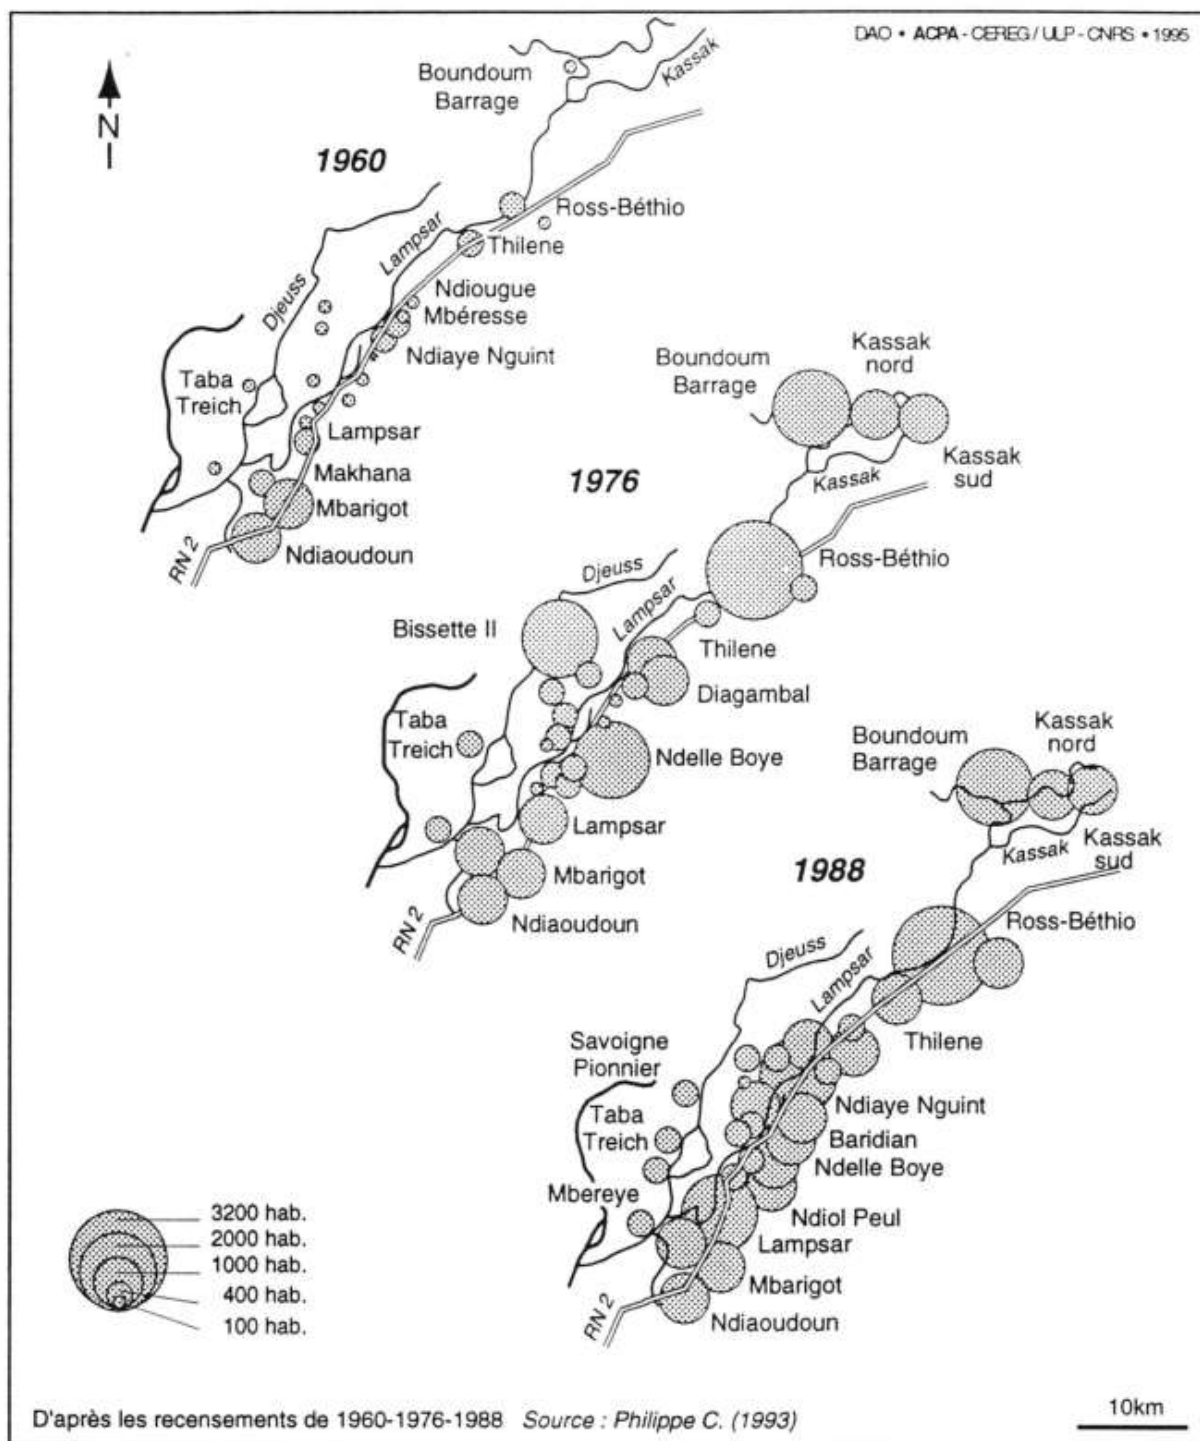 DAO • ACPA - CEREG / ULP - CNRS • 1995
N
1960
Boundoum
Barrage
Kassak
Ross-Béthio
Lampsar
Thilene
Djeuss
Ndiougue
Mbéresse
Ndiaye Nguint
Taba
Treich
Lampsar
Makhana
Mbarigot
Ndiaoudoun
RN 2
1976
Boundoum
Barrage
Kassak
nord
Kassak
sud
Kassak
Ross-Béthio
Djeuss
Lampsar
Bissette II
Thilene
Diagambal
Taba
Treich
Ndelle Boye
Lampsar
Mbarigot
Ndiaoudoun
RN 2
1988
Boundoum
Barrage
Kassak
nord
Kassak
Kassak
sud
Ross-Béthio
Djeuss
Lampsar
Thilene
Savoigne
Pionnier
Ndiaye Nguint
Taba
Treich
Baridian
Ndelle Boye
Mbereye
Ndiol Peul
Lampsar
Mbarigot
Ndiaoudoun
RN 2
3200 hab.
2000 hab.
1000 hab.
400 hab.
100 hab.
10km
D'après les recensements de 1960-1976-1988 Source : Philippe C. (1993)